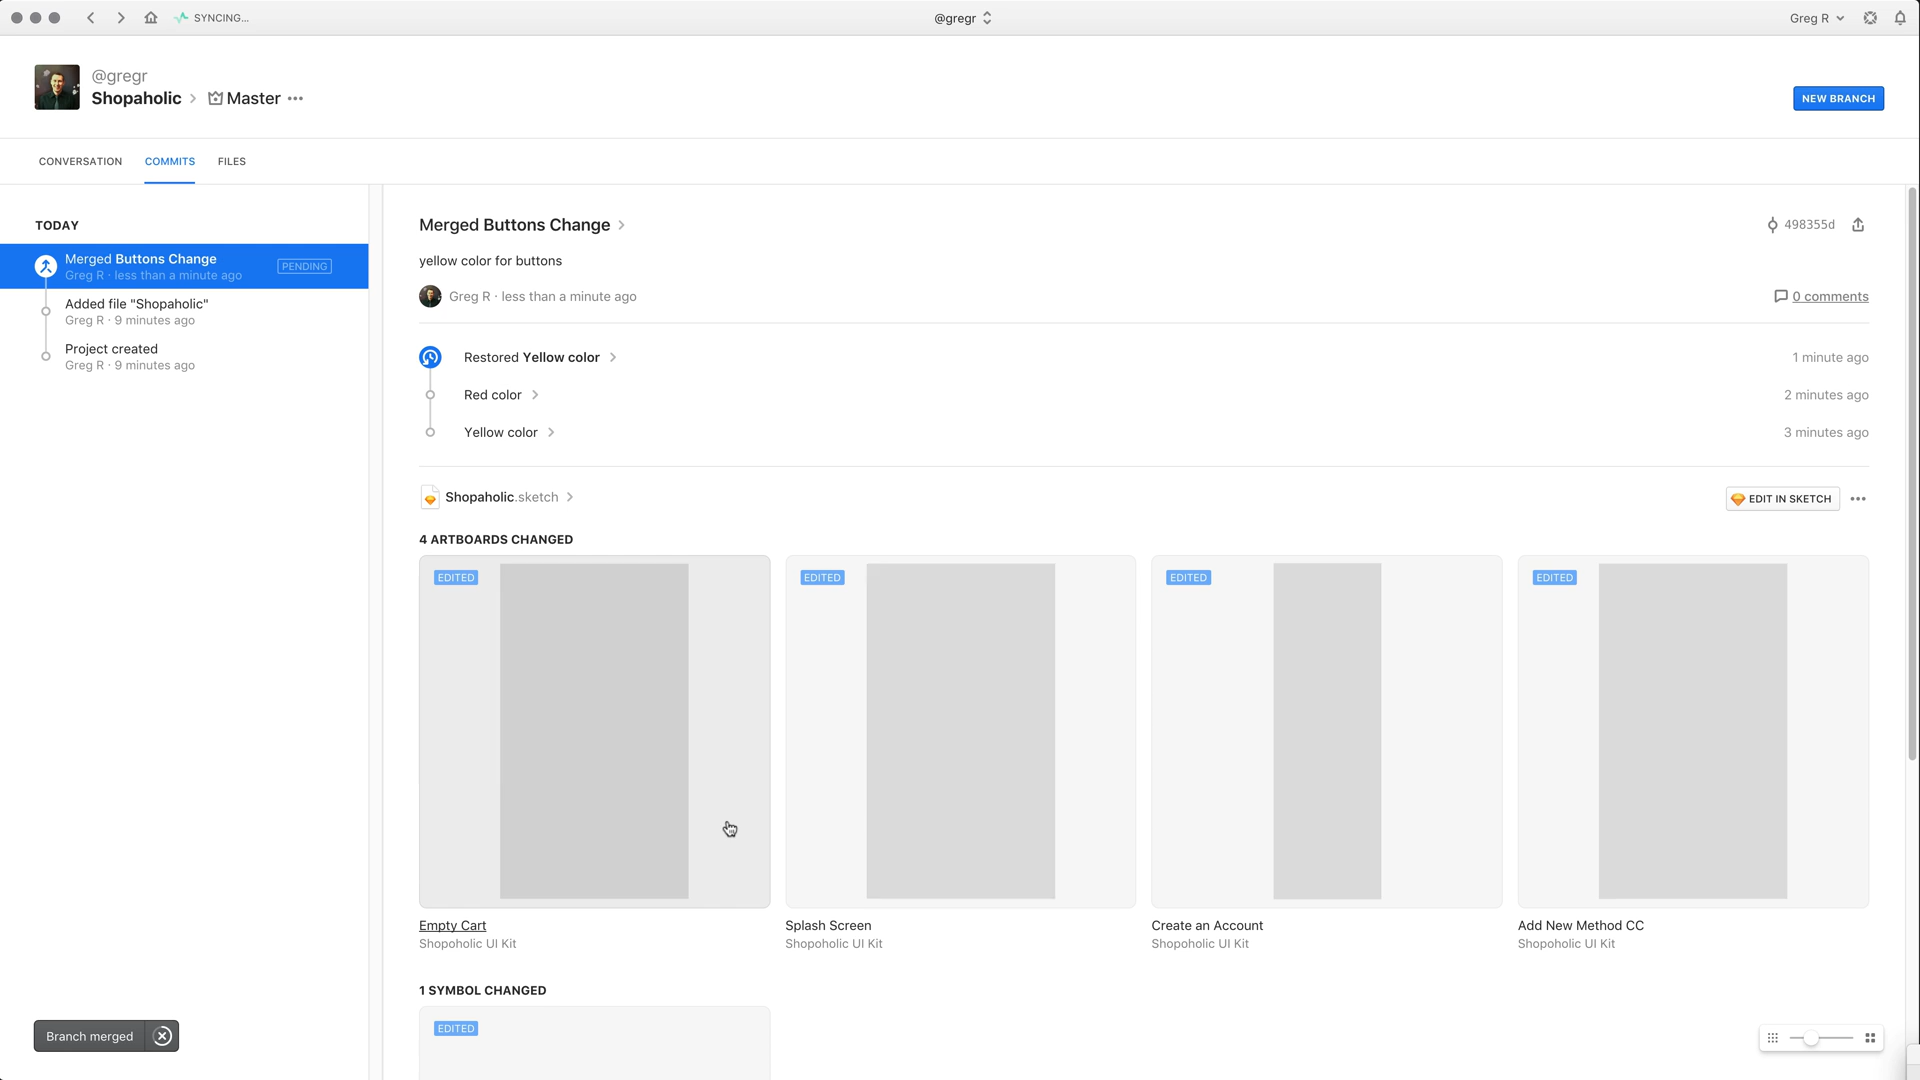 SYNCING...
@gregr
Greg R
@gregr
Shopaholic > Master
NEW BRANCH
CONVERSATION COMMITS FILES
TODAY
Merged Buttons Change
Greg R · less than a minute ago
PENDING
Added file "Shopaholic"
Greg R · 9 minutes ago
Project created
Greg R · 9 minutes ago
Merged Buttons Change
498355d
yellow color for buttons
Greg R · less than a minute ago
0 comments
Restored Yellow color
1 minute ago
Red color
2 minutes ago
Yellow color
3 minutes ago
Shopaholic.sketch
EDIT IN SKETCH
4 ARTBOARDS CHANGED
EDITED
EDITED
EDITED
EDITED
Empty Cart
Shopoholic UI Kit
Splash Screen
Shopoholic UI Kit
Create an Account
Shopoholic UI Kit
Add New Method CC
Shopoholic UI Kit
1 SYMBOL CHANGED
EDITED
Branch merged